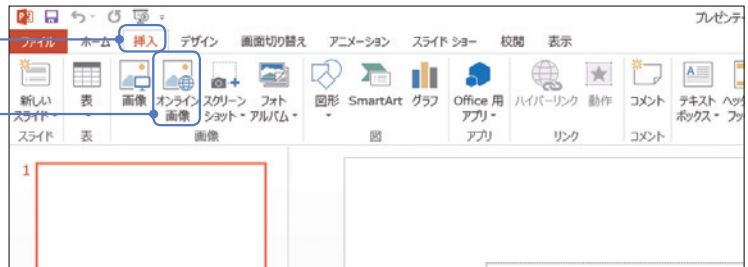 プレゼンテー
ファイル ホーム 挿入 デザイン 画面切り替え アニメーション スライド ショー 校閲 表示
新しい スライド 表 画像 オンライン 画像 スクリーン ショット フォト アルバム 図形 SmartArt グラフ Office 用 アプリ ハイパーリンク 動作 コメント テキスト ボックス
スライド 表 画像 図 アプリ リンク コメント
1